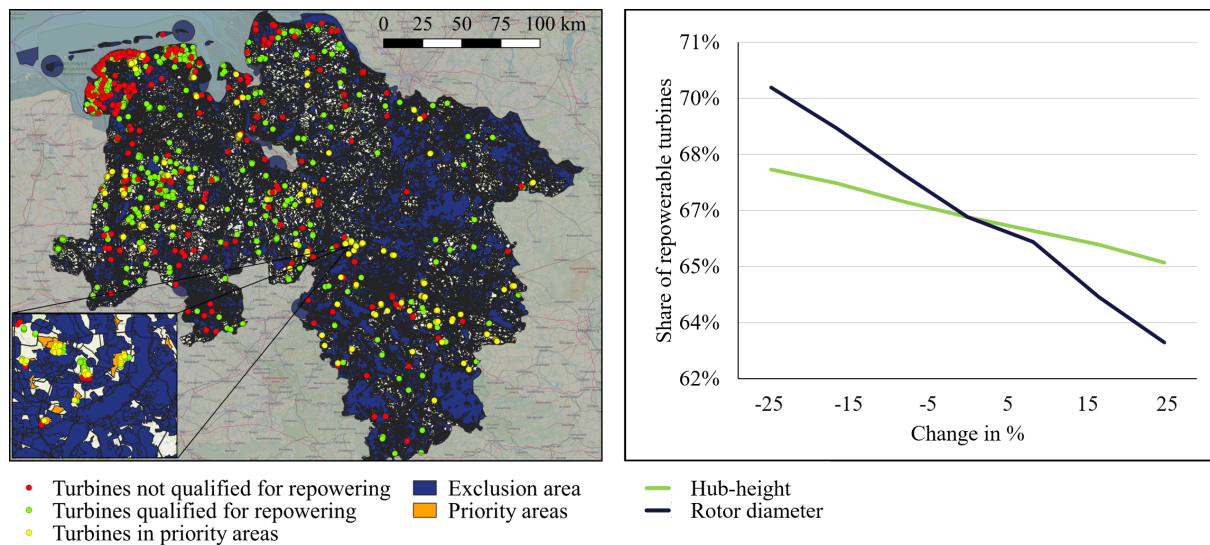 0 25 50 75 100 km
71%
70%
68%
67%
65%
64%
62%
Share of repowerable turbines
-25 -15 -5 5 15 25
Change in %
Turbines not qualified for repowering
Turbines qualified for repowering
Turbines in priority areas
Exclusion area
Priority areas
Hub-height
Rotor diameter